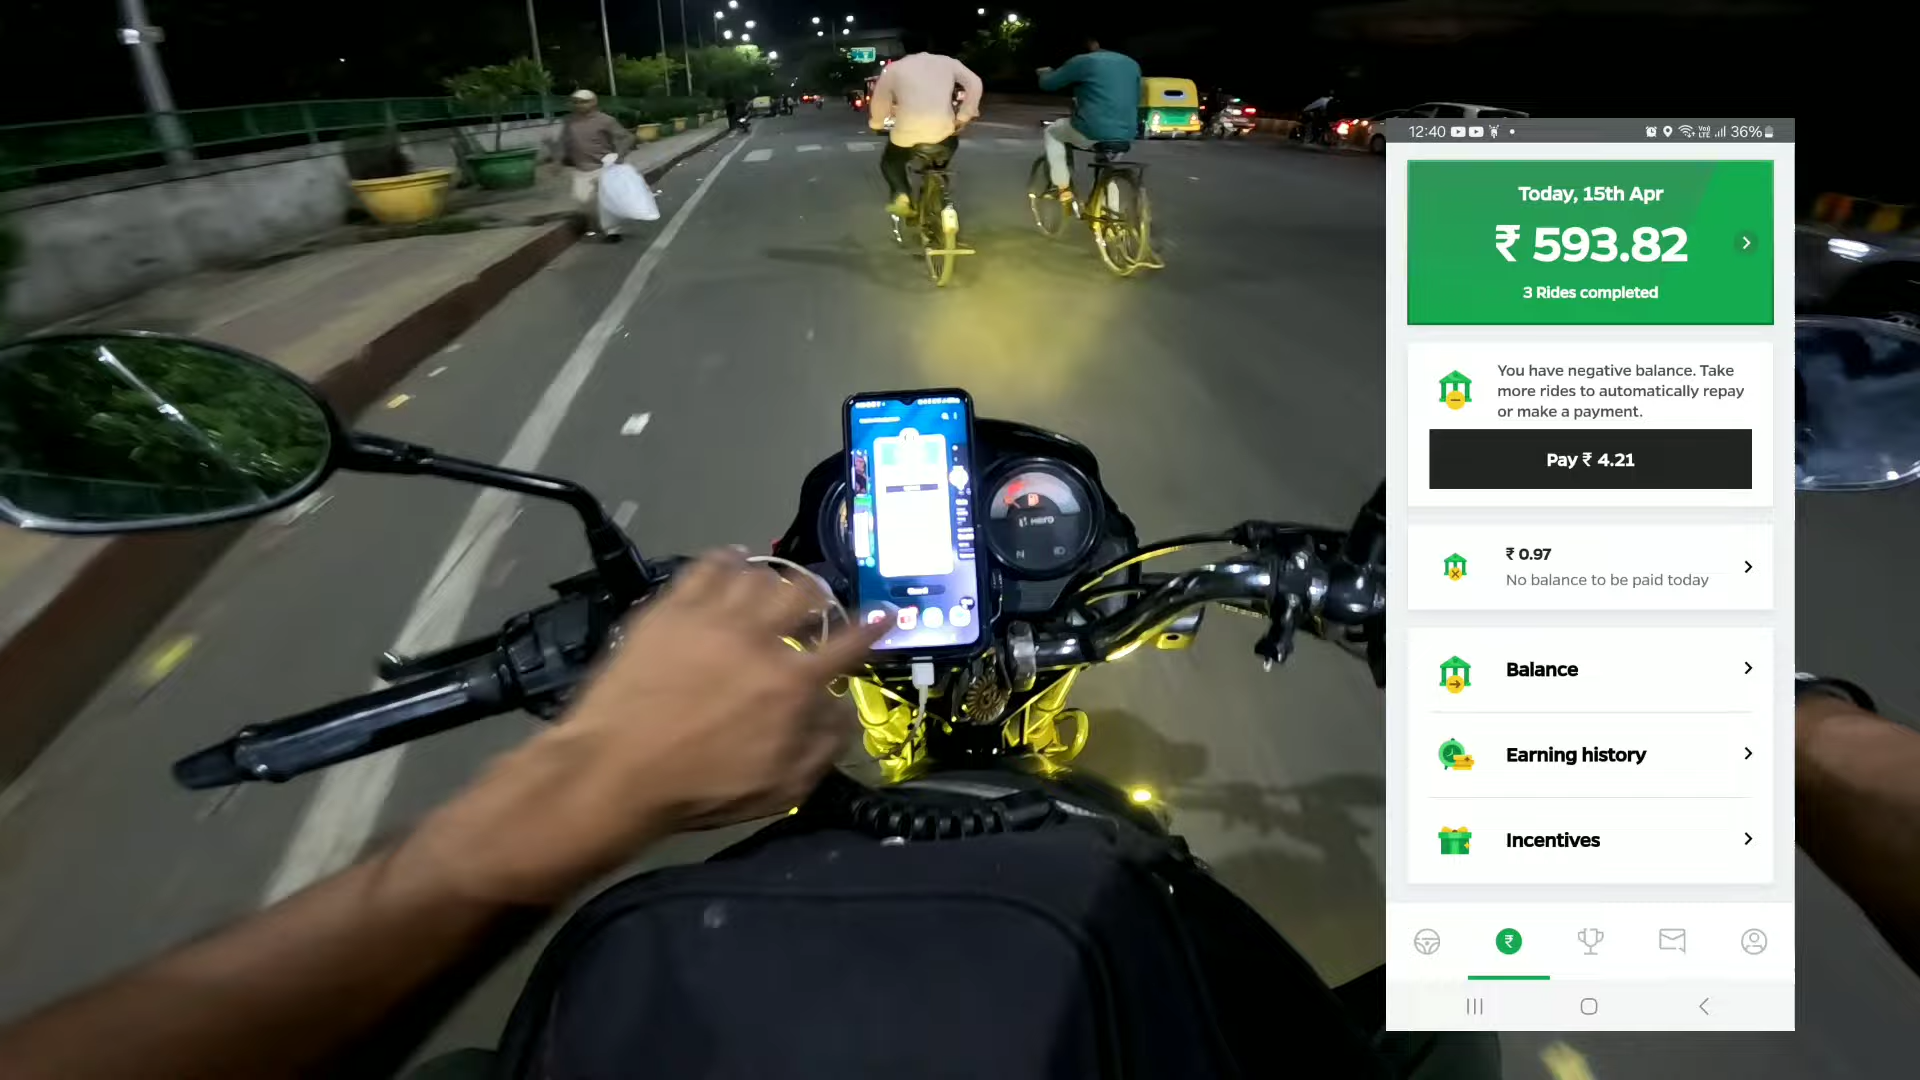 12:40
36%
Today, 15th Apr
₹ 593.82
3 Rides completed
You have negative balance. Take
more rides to automatically repay
or make a payment.
Pay ₹ 4.21
₹ 0.97
No balance to be paid today
Balance
Earning history
Incentives
₹
Hero
N